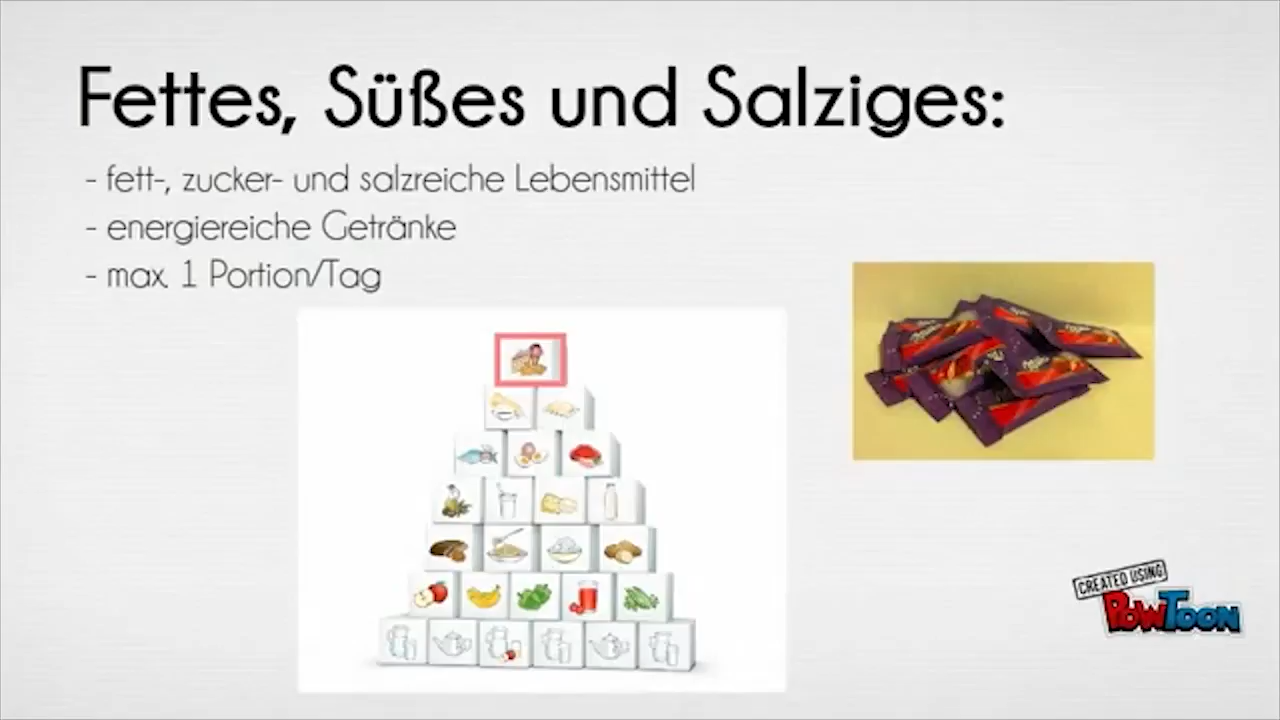 Fettes, Süßes und Salziges:
- fett-, zucker- und salzreiche Lebensmittel
- energiereiche Getränke
- max. 1 Portion/Tag
CREATED USING
POWTOON